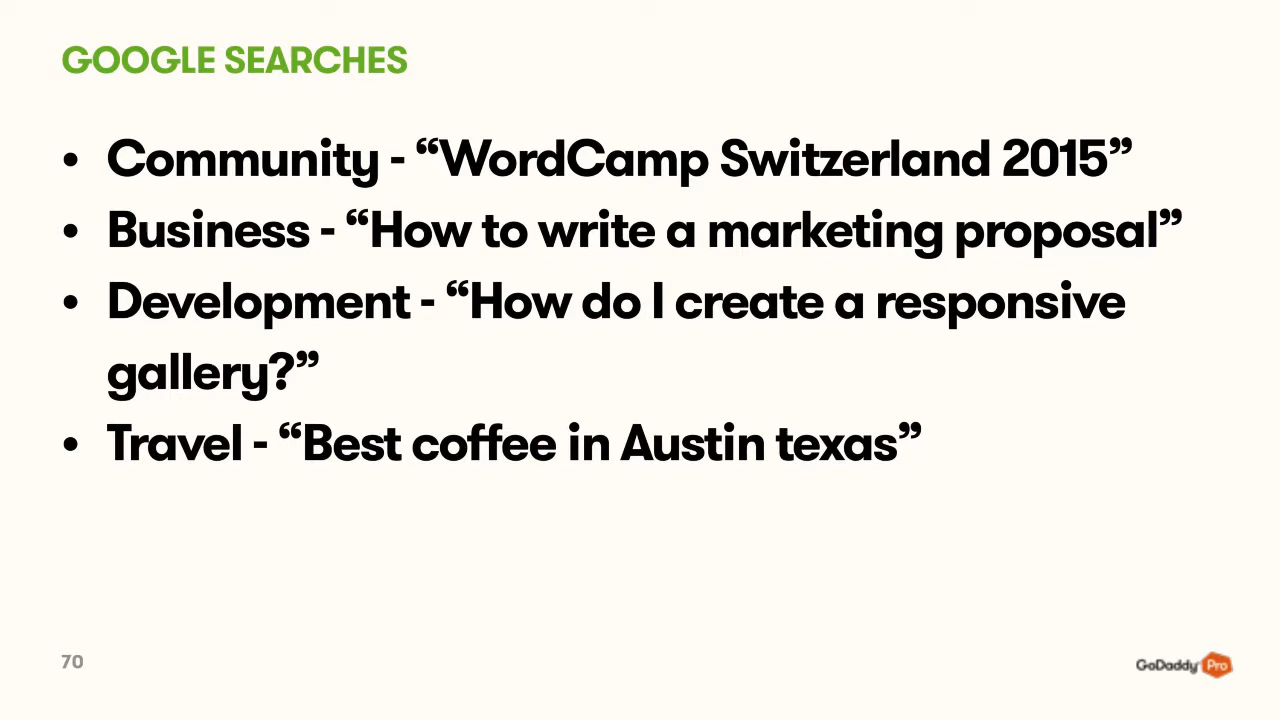 GOOGLE SEARCHES
• Community - “WordCamp Switzerland 2015”
• Business - “How to write a marketing proposal”
• Development - “How do I create a responsive
gallery?”
• Travel - “Best coffee in Austin texas”
70
GoDaddy Pro